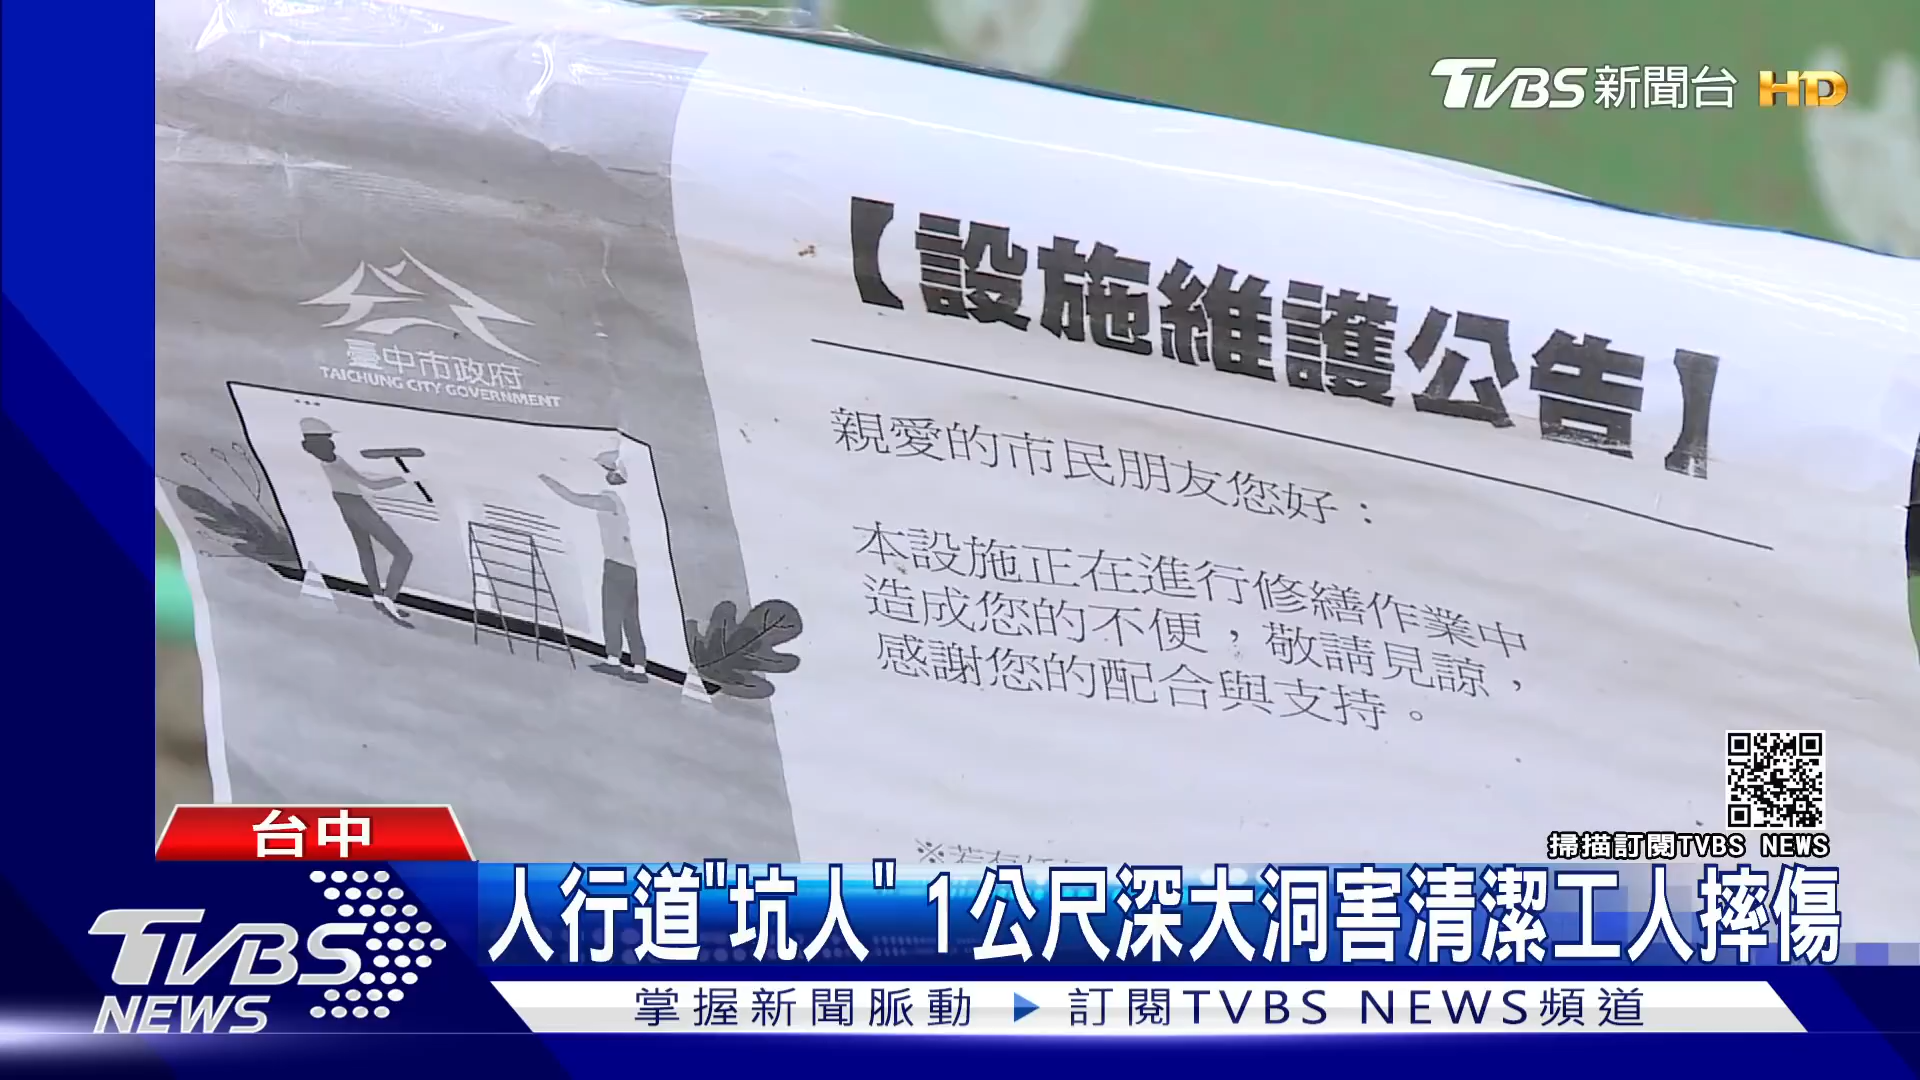 TVBS新聞台 HD
【設施維護公告】
臺中市政府
TAICHUNG CITY GOVERNMENT
親愛的市民朋友您好：
本設施正在進行修繕作業中
造成您的不便，敬請見諒，
感謝您的配合與支持。
掃描訂閱TVBS NEWS
台中
人行道"坑人" 1公尺深大洞害清潔工人摔傷
TVBS NEWS
掌握新聞脈動 ▶ 訂閱TVBS NEWS頻道